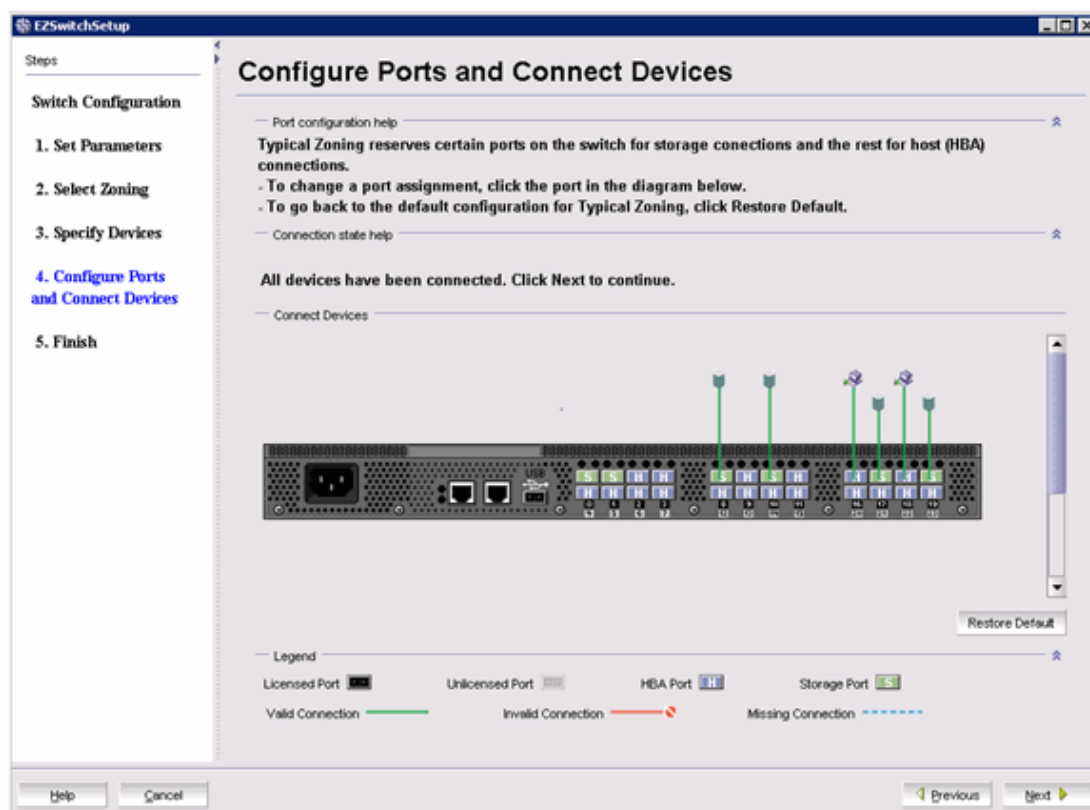 EZSwitchSetup
Steps
Switch Configuration
1. Set Parameters
2. Select Zoning
3. Specify Devices
4. Configure Ports
and Connect Devices
5. Finish
Configure Ports and Connect Devices
Port configuration help
Typical Zoning reserves certain ports on the switch for storage conections and the rest for host (HBA)
connections.
- To change a port assignment, click the port in the diagram below.
- To go back to the default configuration for Typical Zoning, click Restore Default.
Connection state help
All devices have been connected. Click Next to continue.
Connect Devices
USB
S S H H S H S H H S H S
H H H H H H H H H H H H
Restore Default
Legend
Licensed Port Unlicensed Port HBA Port H Storage Port S
Valid Connection Invalid Connection Missing Connection
Help Cancel Previous Next